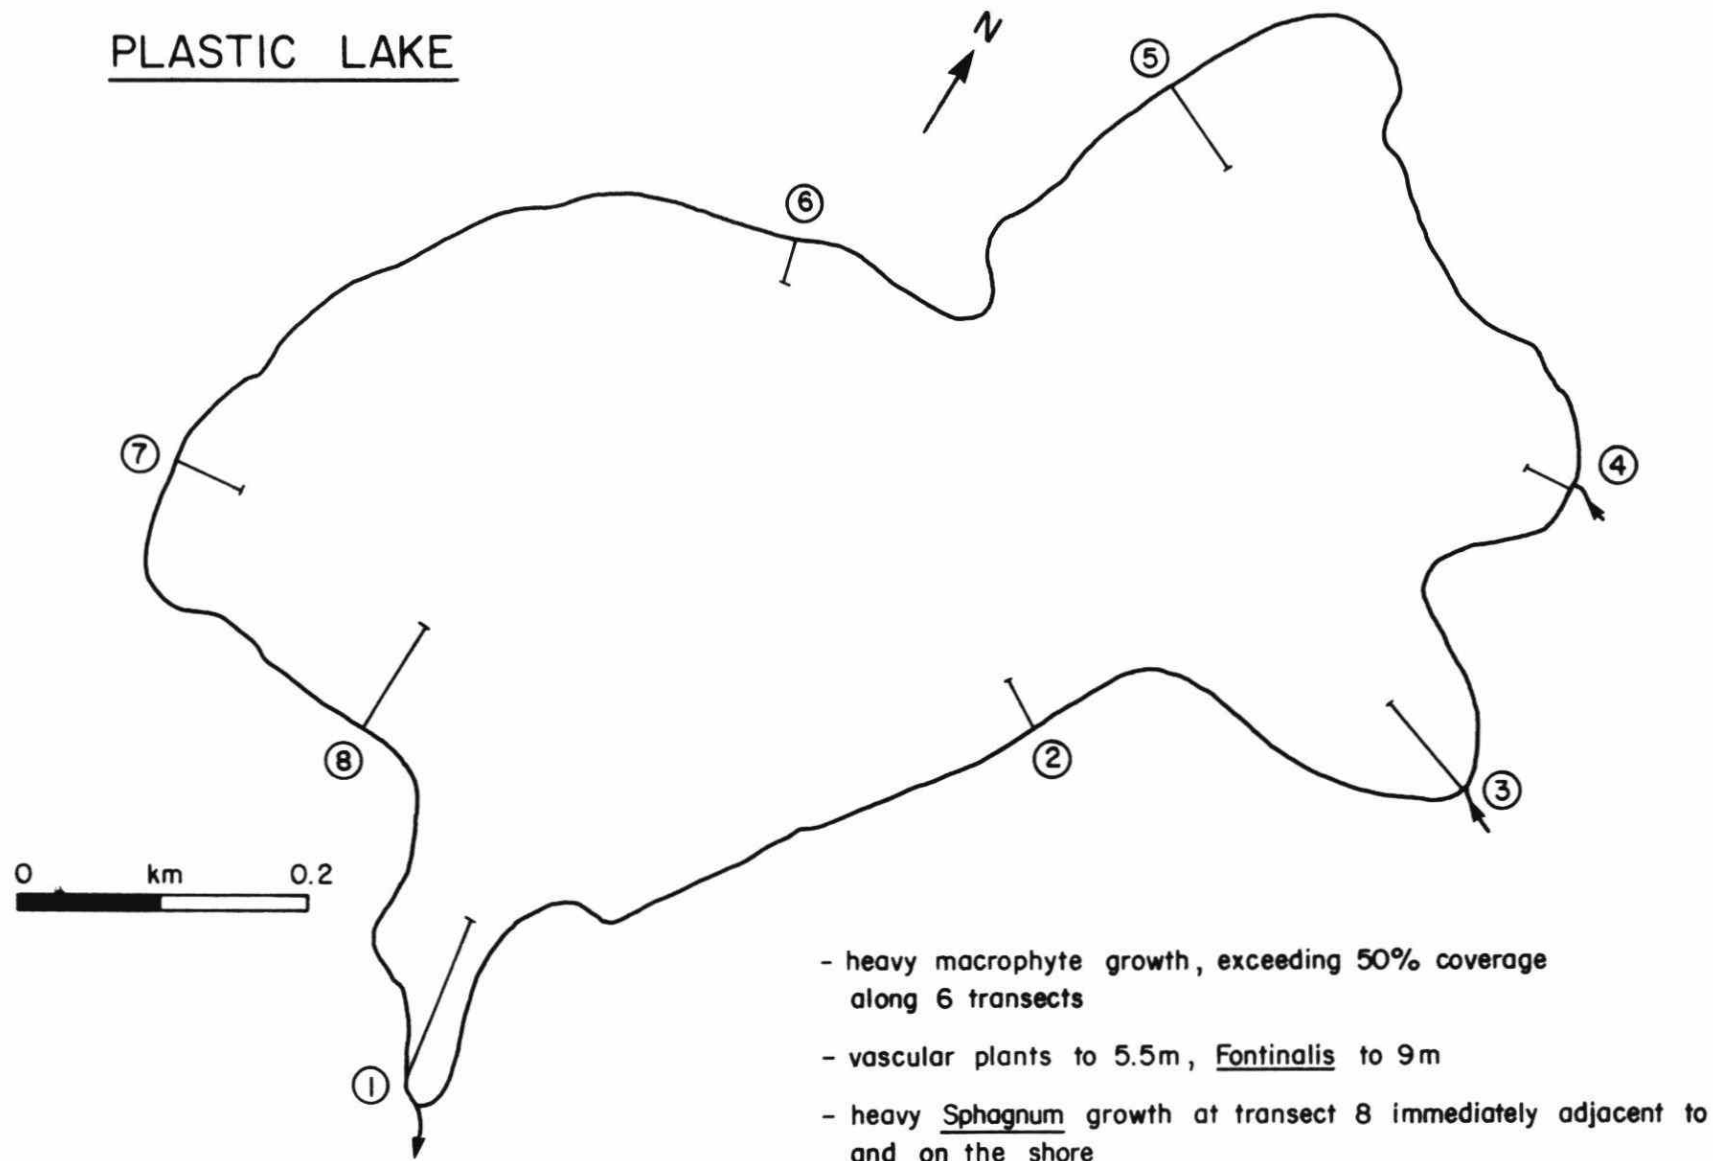 PLASTIC LAKE
N
5
6
7
4
8
2
3
0 km 0.2
1
- heavy macrophyte growth, exceeding 50% coverage
along 6 transects
- vascular plants to 5.5m, Fontinalis to 9m
- heavy Sphagnum growth at transect 8 immediately adjacent to
and on the shore